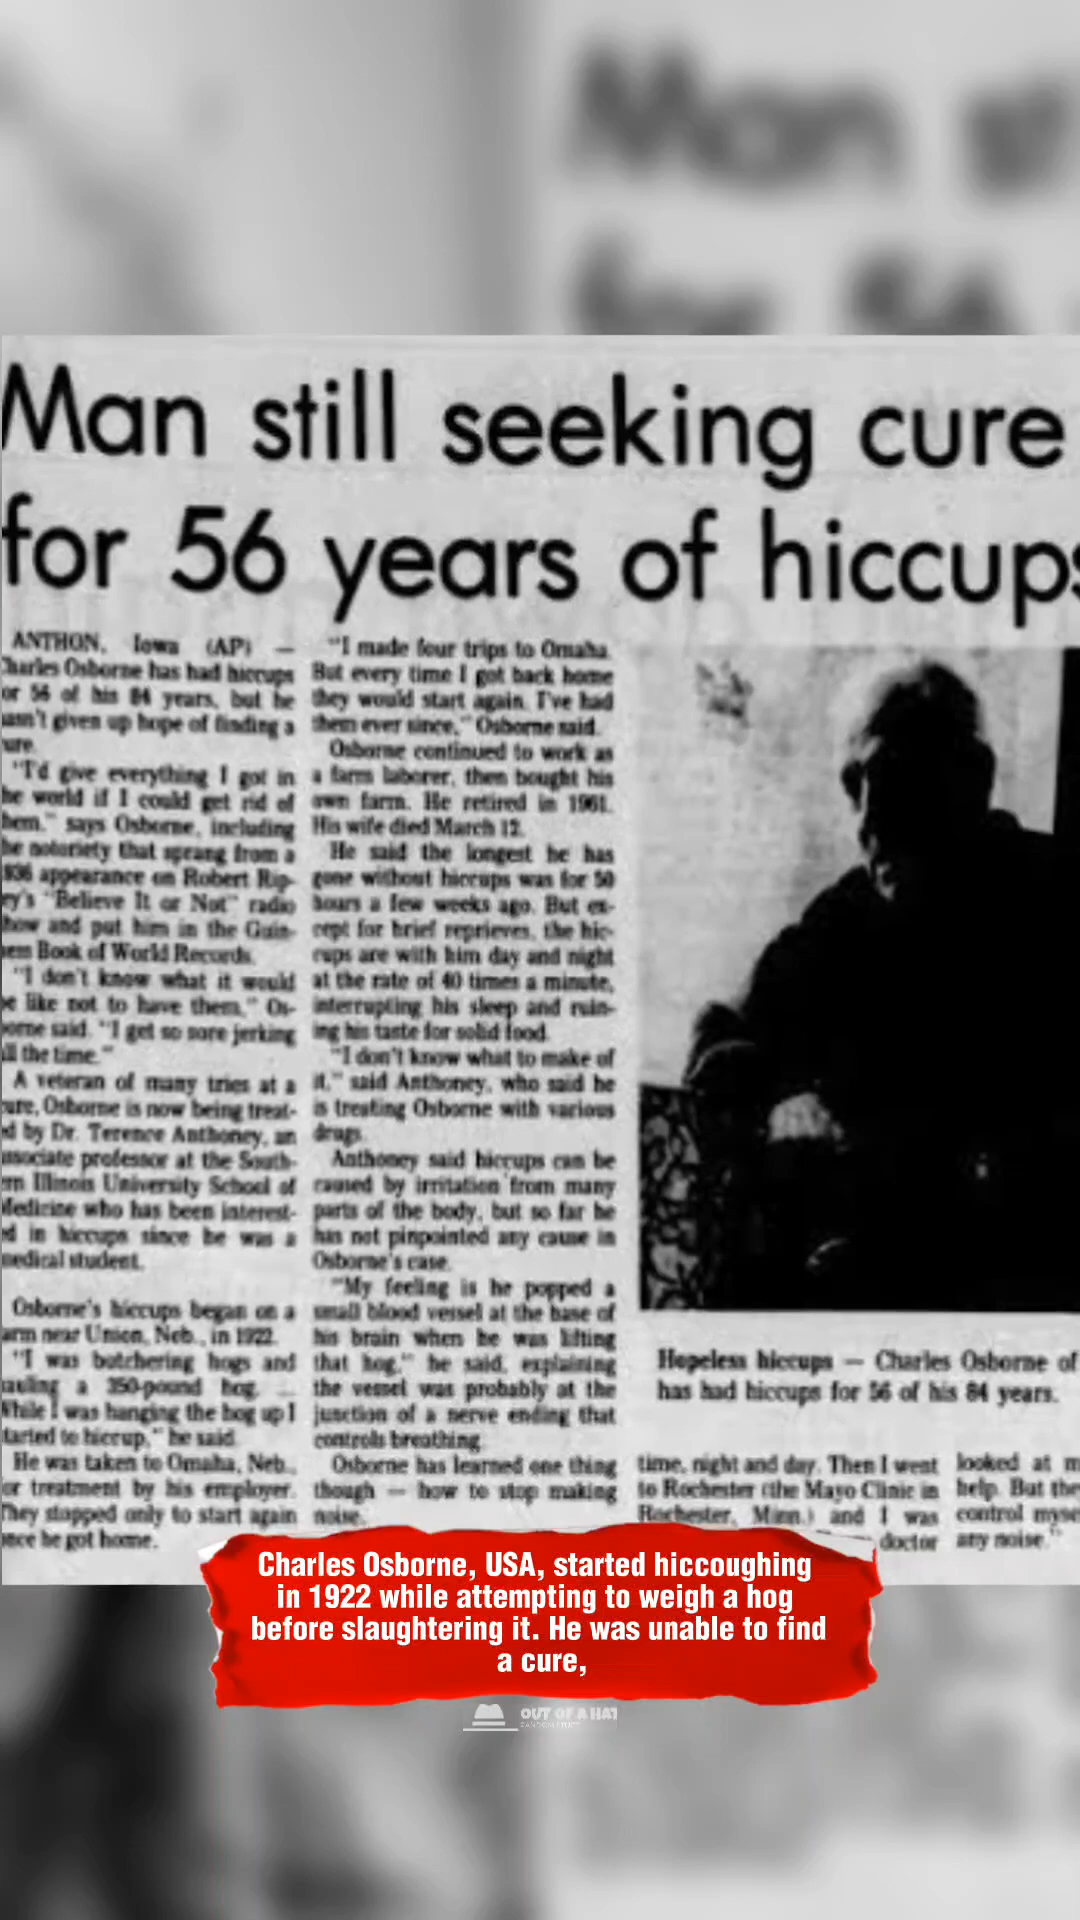 Man still seeking cure
for 56 years of hiccups
ANTHON, Iowa (AP) —
Charles Osborne has had hiccups
for 56 of his 84 years, but he
hasn't given up hope of finding a
cure.
"I'd give everything I got in
the world if I could get rid of
them," says Osborne, including
the notoriety that sprang from a
1936 appearance on Robert Rip-
ley's "Believe It or Not" radio
show and put him in the Guin-
ness Book of World Records.
"I don't know what it would
be like not to have them," Os-
borne said. "I get so sore jerking
all the time."
A veteran of many tries at a
cure, Osborne is now being treat-
ed by Dr. Terence Anthoney, an
associate professor at the South-
ern Illinois University School of
Medicine who has been interest-
ed in hiccups since he was a
medical student.
Osborne's hiccups began on a
farm near Union, Neb., in 1922.
"I was butchering hogs and
hauling a 350-pound hog. ...
While I was hanging the hog up I
started to hiccup," he said.
He was taken to Omaha, Neb.,
for treatment by his employer.
They stopped only to start again
once he got home.
"I made four trips to Omaha.
But every time I got back home
they would start again. I've had
them ever since," Osborne said.
Osborne continued to work as
a farm laborer, then bought his
own farm. He retired in 1961.
His wife died March 12.
He said the longest he has
gone without hiccups was for 50
hours a few weeks ago. But ex-
cept for brief reprieves, the hic-
cups are with him day and night
at the rate of 40 times a minute,
interrupting his sleep and ruin-
ing his taste for solid food.
"I don't know what to make of
it," said Anthoney, who said he
is treating Osborne with various
drugs.
Anthoney said hiccups can be
caused by irritation from many
parts of the body, but so far he
has not pinpointed any cause in
Osborne's case.
"My feeling is he popped a
small blood vessel at the base of
his brain when he was lifting
that hog," he said, explaining
the vessel was probably at the
junction of a nerve ending that
controls breathing.
Osborne has learned one thing
though — how to stop making
noise.
Hopeless hiccups — Charles Osborne of
has had hiccups for 56 of his 84 years.
time, night and day. Then I went
to Rochester (the Mayo Clinic in
Rochester, Minn.) and I was
doctor
looked at m
help. But the
control myse
any noise."
Charles Osborne, USA, started hiccoughing
in 1922 while attempting to weigh a hog
before slaughtering it. He was unable to find
a cure,
OUT OF A HAT